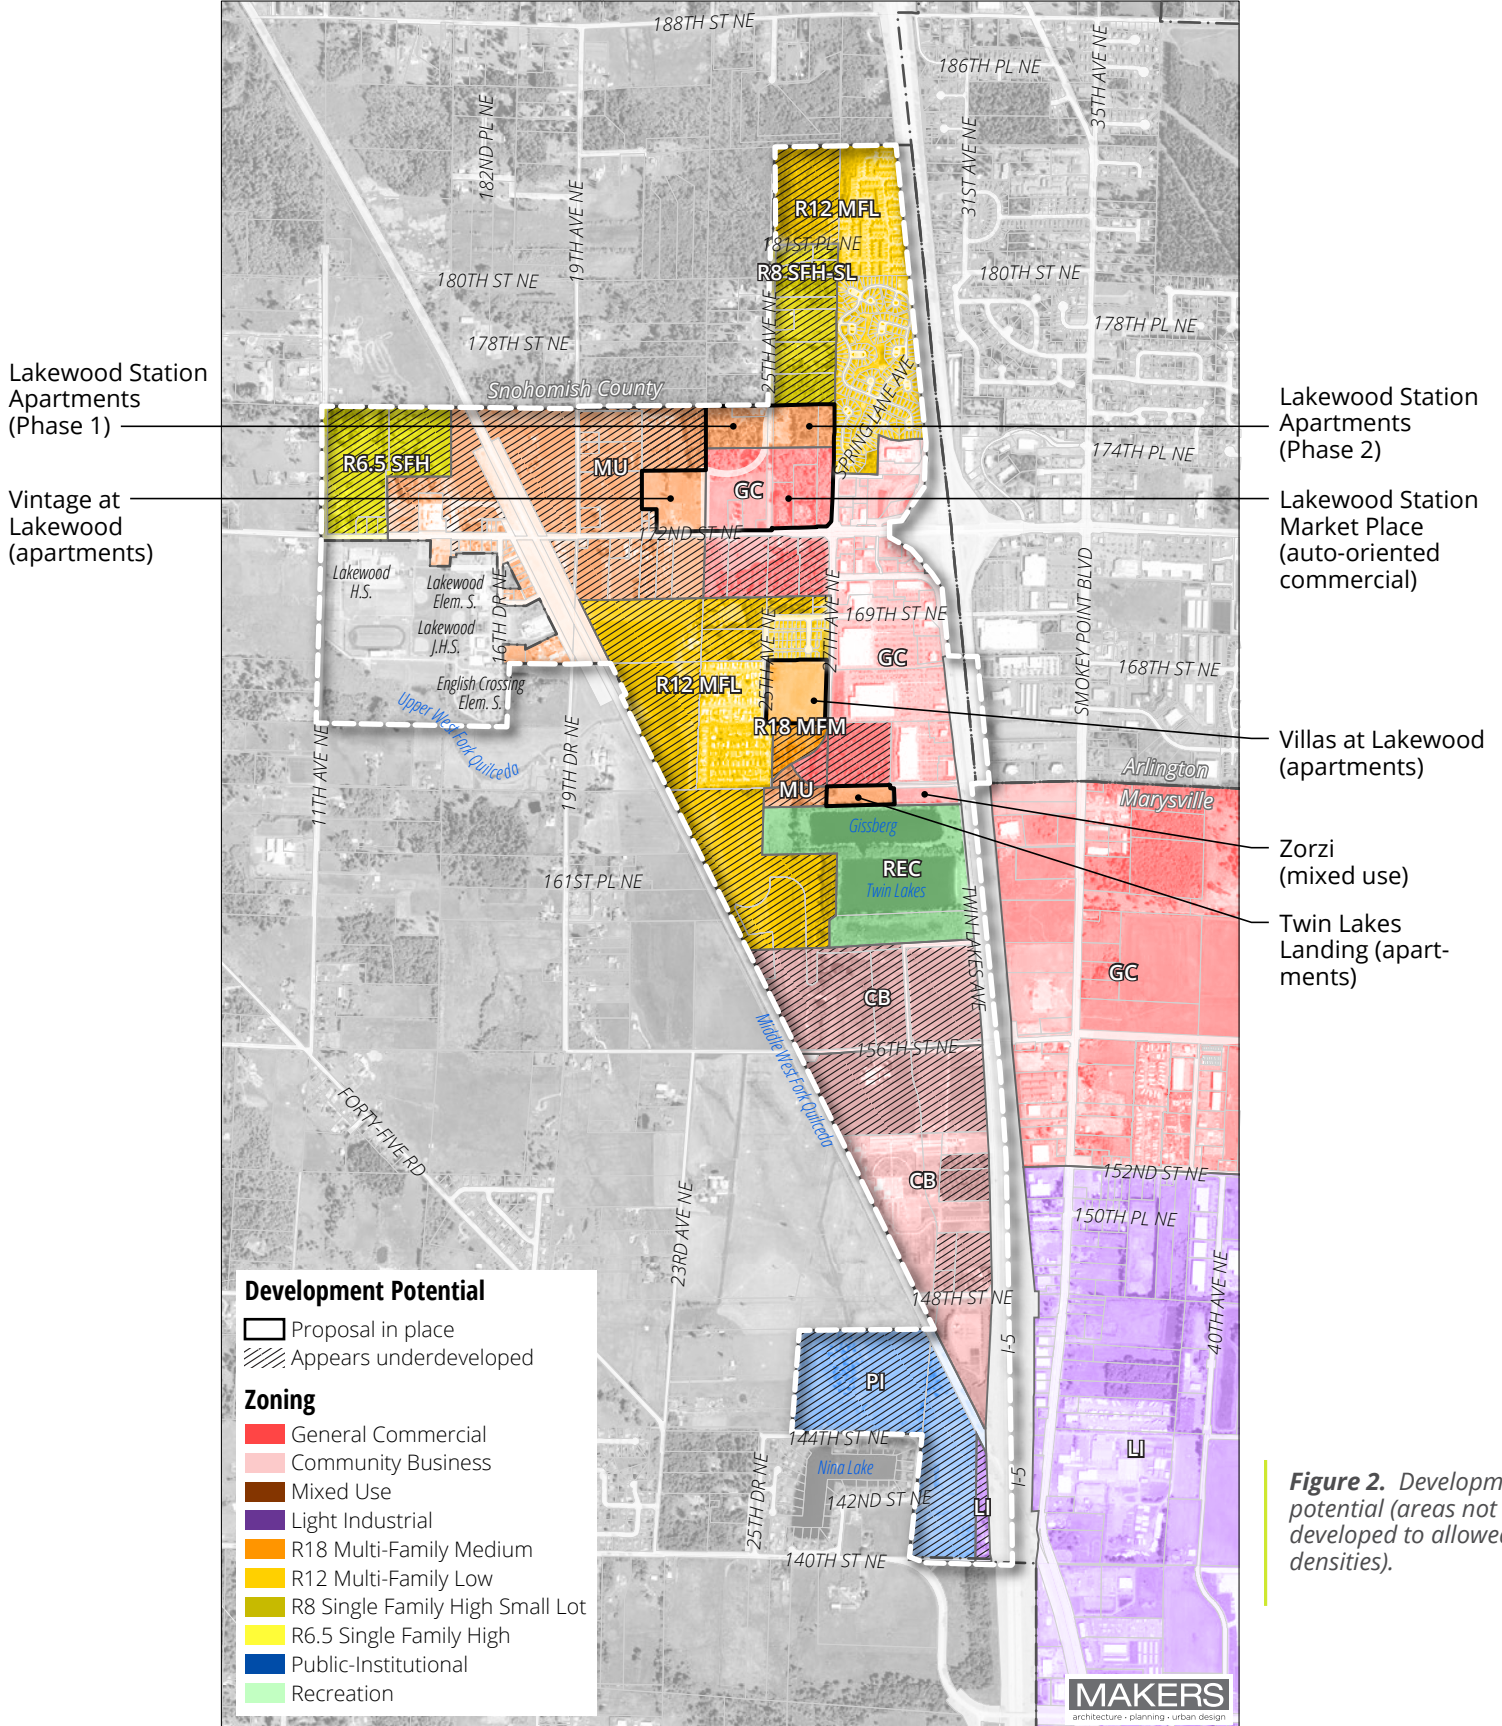 188TH ST NE
186TH PL NE
35TH AVE NE
182ND PL NE
31ST AVE NE
19TH AVE NE
R12 MFL
181ST PL NE
R8 SFH-SL
180TH ST NE
180TH ST NE
178TH ST NE
178TH PL NE
25TH AVE NE
SPRING LANE AVE
Snohomish County
Lakewood Station
Apartments
(Phase 1)
Lakewood Station
Apartments
(Phase 2)
174TH PL NE
R6.5 SFH
MU
GC
Vintage at
Lakewood
(apartments)
Lakewood Station
Market Place
(auto-oriented
commercial)
172ND ST NE
Lakewood
H.S.
Lakewood
Elem. S.
Lakewood
J.H.S.
16TH DR NE
English Crossing
Elem. S.
Upper West Fork Quilceda
25TH AVE NE
27TH AVE NE
169TH ST NE
GC
SMOKEY POINT BLVD
168TH ST NE
R12 MFL
R18 MFM
Villas at Lakewood
(apartments)
11TH AVE NE
19TH DR NE
Arlington
Marysville
MU
Gissberg
REC
Twin Lakes
Zorzi
(mixed use)
161ST PL NE
TWIN LAKES AVE
Twin Lakes
Landing (apart-
ments)
GC
CB
Middle West Fork Quilceda
156TH ST NE
FORTY-FIVE RD
CB
152ND ST NE
150TH PL NE
23RD AVE NE
40TH AVE NE
148TH ST NE
I-5
PI
144TH ST NE
Nina Lake
25TH DR NE
142ND ST NE
LI
I-5
LI
140TH ST NE
Development Potential
Proposal in place
Appears underdeveloped
Zoning
General Commercial
Community Business
Mixed Use
Light Industrial
R18 Multi-Family Medium
R12 Multi-Family Low
R8 Single Family High Small Lot
R6.5 Single Family High
Public-Institutional
Recreation
Figure 2. Developm
potential (areas not
developed to allowed
densities).
MAKERS
architecture • planning • urban design